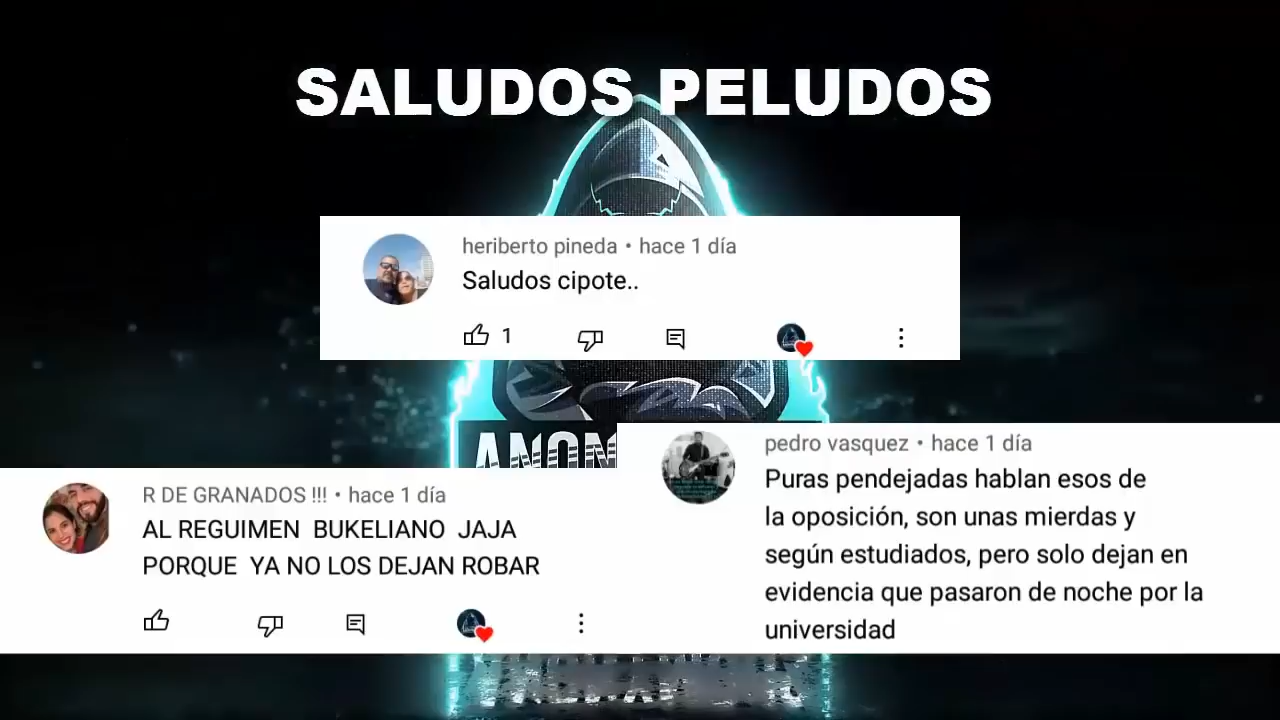 SALUDOS PELUDOS
heriberto pineda • hace 1 día
Saludos cipote..
1
ANON
pedro vasquez • hace 1 día
Puras pendejadas hablan esos de
la oposición, son unas mierdas y
según estudiados, pero solo dejan en
evidencia que pasaron de noche por la
universidad
R DE GRANADOS !!! • hace 1 día
AL REGUIMEN BUKELIANO JAJA
PORQUE YA NO LOS DEJAN ROBAR